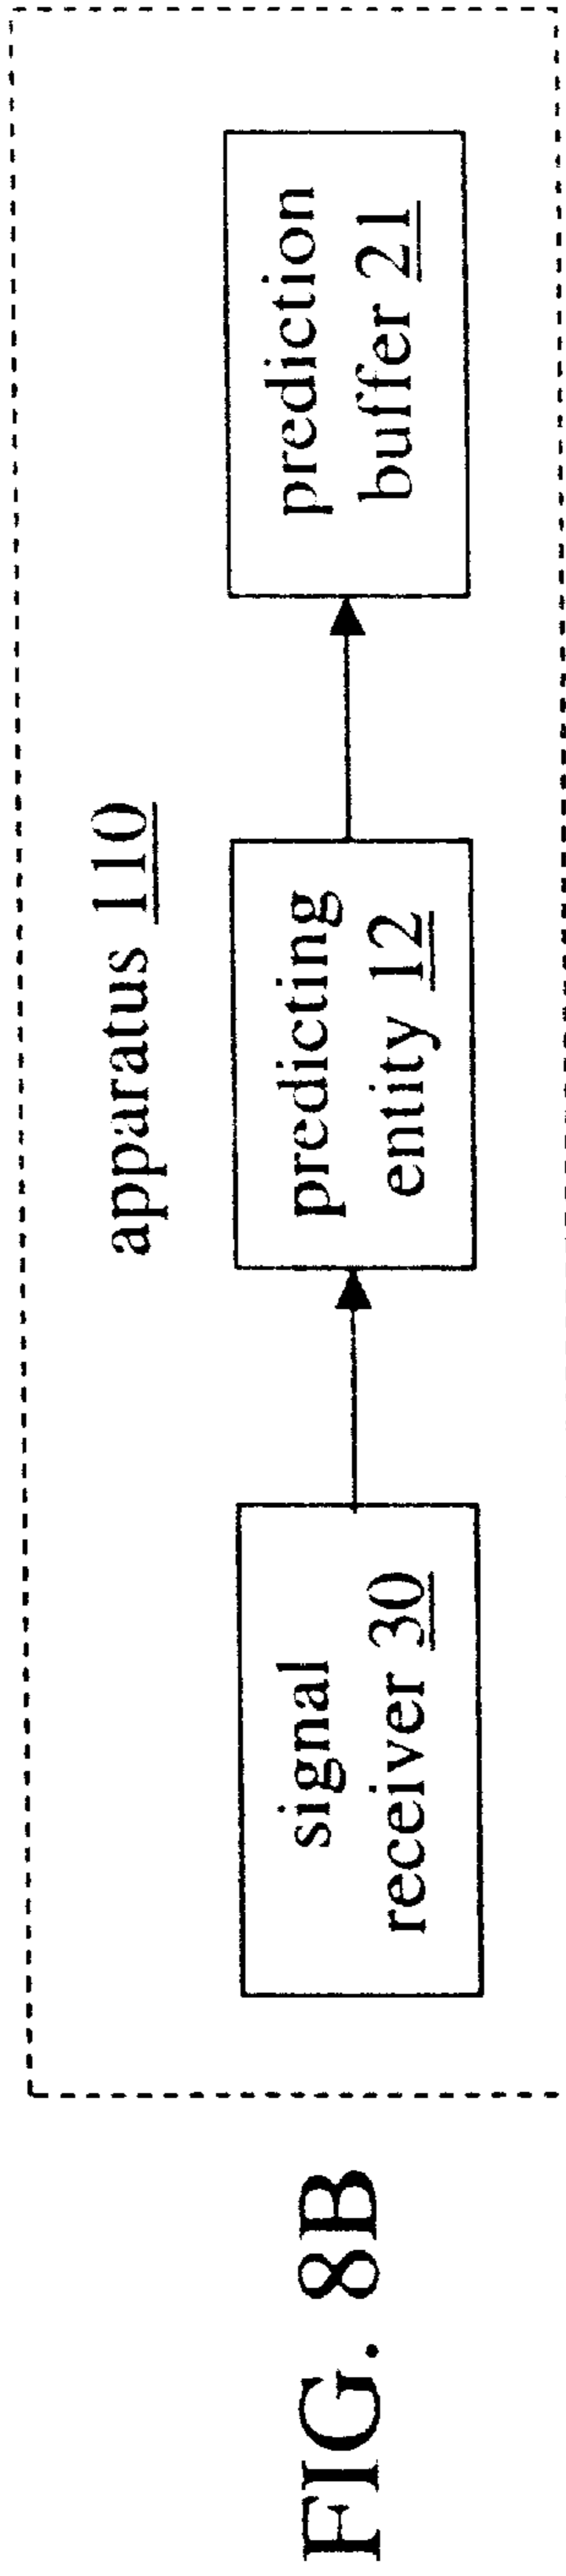 apparatus 110
signal
receiver 30
predicting
entity 12
prediction
buffer 21
FIG. 8B